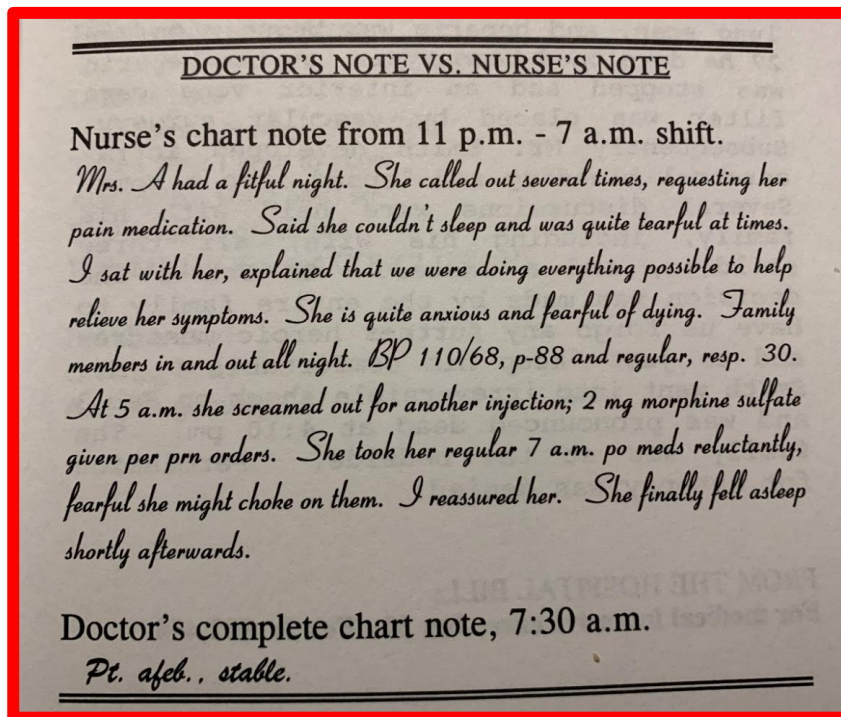 DOCTOR'S NOTE VS. NURSE'S NOTE
Nurse's chart note from 11 p.m. - 7 a.m. shift.
Mrs. A had a fitful night. She called out several times, requesting her
pain medication. Said she couldn't sleep and was quite tearful at times.
I sat with her, explained that we were doing everything possible to help
relieve her symptoms. She is quite anxious and fearful of dying. Family
members in and out all night. BP 110/68, p-88 and regular, resp. 30.
At 5 a.m. she screamed out for another injection; 2 mg morphine sulfate
given per prn orders. She took her regular 7 a.m. po meds reluctantly,
fearful she might choke on them. I reassured her. She finally fell asleep
shortly afterwards.
Doctor's complete chart note, 7:30 a.m.
Pt. afeb., stable.